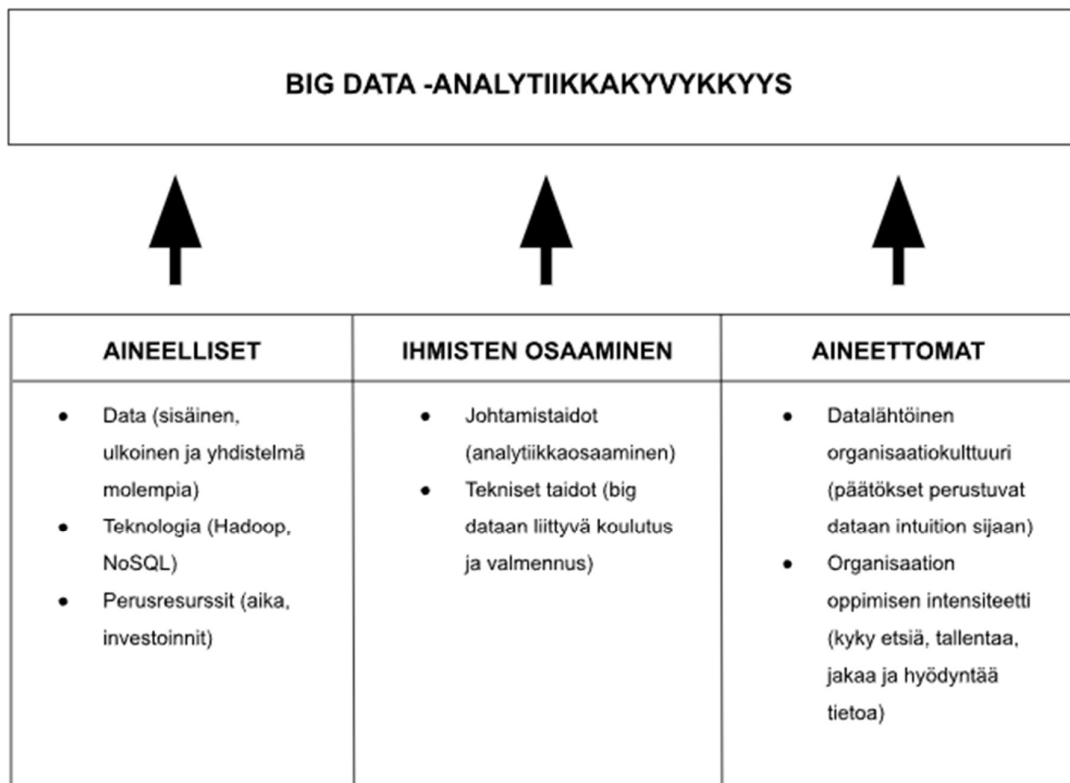 BIG DATA -ANALYTIIKKAKYVYKKYYS
AINEELLISET
● Data (sisäinen,
ulkoinen ja yhdistelmä
molempia)
● Teknologia (Hadoop,
NoSQL)
● Perusresurssit (aika,
investoinnit)
IHMISTEN OSAAMINEN
● Johtamistaidot
(analytiikkaosaaminen)
● Tekniset taidot (big
dataan liittyvä koulutus
ja valmennus)
AINEETTOMAT
● Datalähtöinen
organisaatiokulttuuri
(päätökset perustuvat
dataan intuition sijaan)
● Organisaation
oppimisen intensiteetti
(kyky etsiä, tallentaa,
jakaa ja hyödyntää
tietoa)